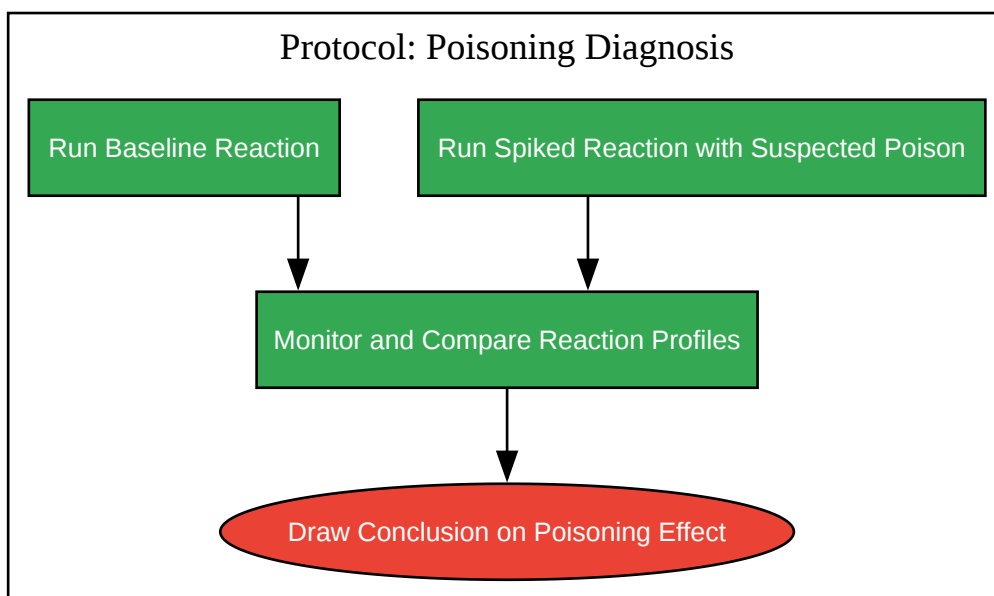 Protocol: Poisoning Diagnosis
Run Baseline Reaction
Run Spiked Reaction with Suspected Poison
Monitor and Compare Reaction Profiles
Draw Conclusion on Poisoning Effect